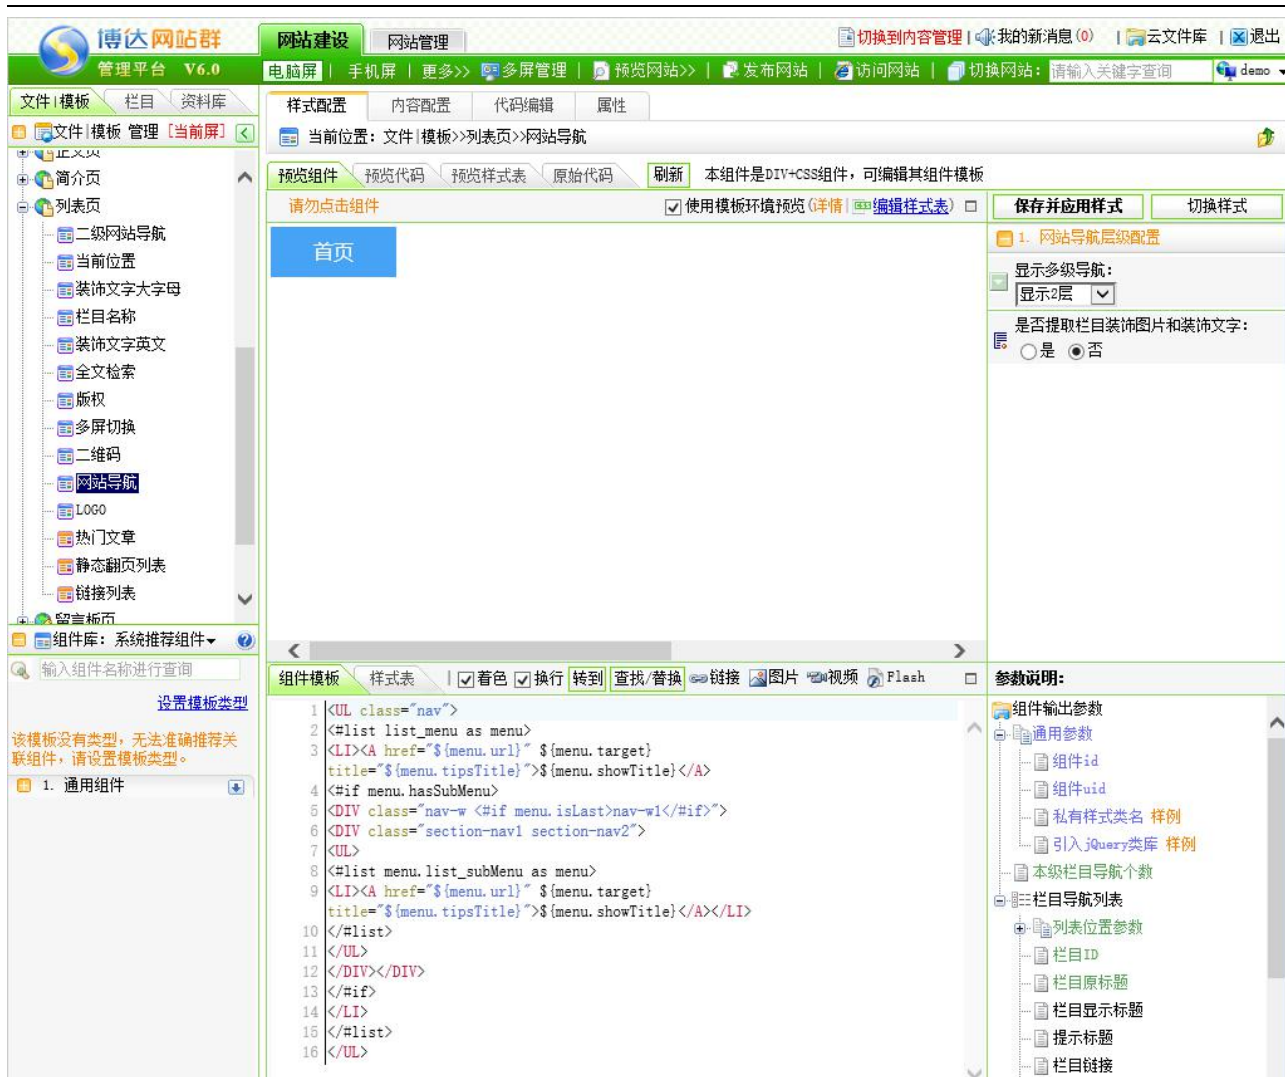 博达网站群
管理平台 V6.0
网站建设 网站管理
切换到内容管理 | 我的新消息(0) | 云文件库 | 退出
电脑屏 | 手机屏 | 更多>> 多屏管理 | 预览网站>> | 发布网站 | 访问网站 | 切换网站: 请输入关键字查询 demo
文件|模板 栏目 资料库
文件|模板 管理 [当前屏]
正文页
简介页
列表页
二级网站导航
当前位置
装饰文字大字母
栏目名称
装饰文字英文
全文检索
版权
多屏切换
二维码
网站导航
LOGO
热门文章
静态翻页列表
链接列表
留言板页
组件库: 系统推荐组件
输入组件名称进行查询
设置模板类型
该模板没有类型，无法准确推荐关
联组件，请设置模板类型。
1. 通用组件
样式配置 内容配置 代码编辑 属性
当前位置: 文件|模板>>列表页>>网站导航
预览组件 预览代码 预览样式表 原始代码 刷新 本组件是DIV+CSS组件，可编辑其组件模板
请勿点击组件 使用模板环境预览(详情| 编辑样式表)
首页
保存并应用样式 切换样式
1. 网站导航层级配置
显示多级导航:
显示2层
是否提取栏目装饰图片和装饰文字:
是 否
组件模板 样式表 | 着色 换行 转到 查找/替换 链接 图片 视频 Flash
1 <UL class="nav">
2 <#list list_menu as menu>
3 <LI><A href="${menu.url}" ${menu.target}
title="${menu.tipsTitle}">${menu.showTitle}</A>
4 <#if menu.hasSubMenu>
5 <DIV class="nav-w <#if menu.isLast>nav-w1</#if>">
6 <DIV class="section-nav1 section-nav2">
7 <UL>
8 <#list menu.list_subMenu as menu>
9 <LI><A href="${menu.url}" ${menu.target}
title="${menu.tipsTitle}">${menu.showTitle}</A></LI>
10 </#list>
11 </UL>
12 </DIV></DIV>
13 </#if>
14 </LI>
15 </#list>
16 </UL>
参数说明:
组件输出参数
通用参数
组件id
组件uid
私有样式类名 样例
引入jQuery类库 样例
本级栏目导航个数
栏目导航列表
列表位置参数
栏目ID
栏目原标题
栏目显示标题
提示标题
栏目链接